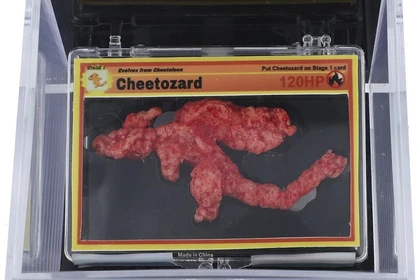 Evolves from Cheetoleon
Put Cheetozard on Stage 1 card
Cheetozard
120HP
Made in China